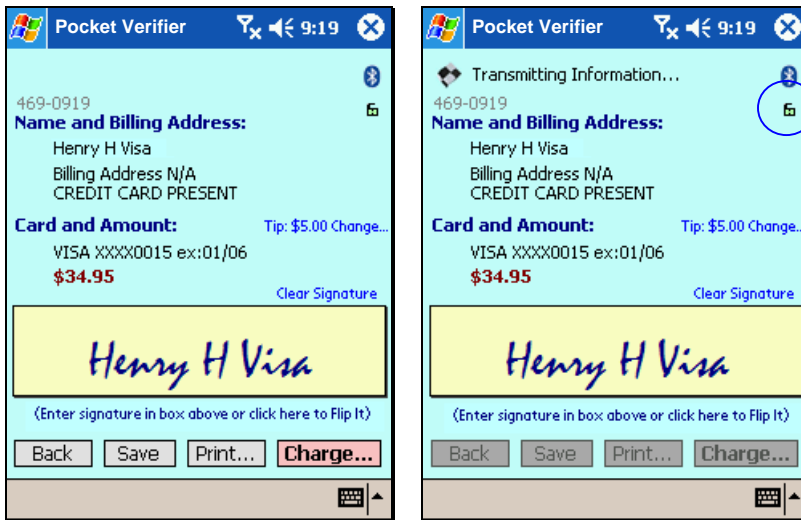 Pocket Verifier 9:19
469-0919
Name and Billing Address:
Henry H Visa
Billing Address N/A
CREDIT CARD PRESENT
Card and Amount: Tip: $5.00 Change...
VISA XXXX0015 ex:01/06
$34.95
Clear Signature
Henry H Visa
(Enter signature in box above or click here to Flip It)
Back Save Print... Charge...
Pocket Verifier 9:19
Transmitting Information...
469-0919
Name and Billing Address:
Henry H Visa
Billing Address N/A
CREDIT CARD PRESENT
Card and Amount: Tip: $5.00 Change..
VISA XXXX0015 ex:01/06
$34.95
Clear Signature
Henry H Visa
(Enter signature in box above or click here to Flip It)
Back Save Print... Charge...